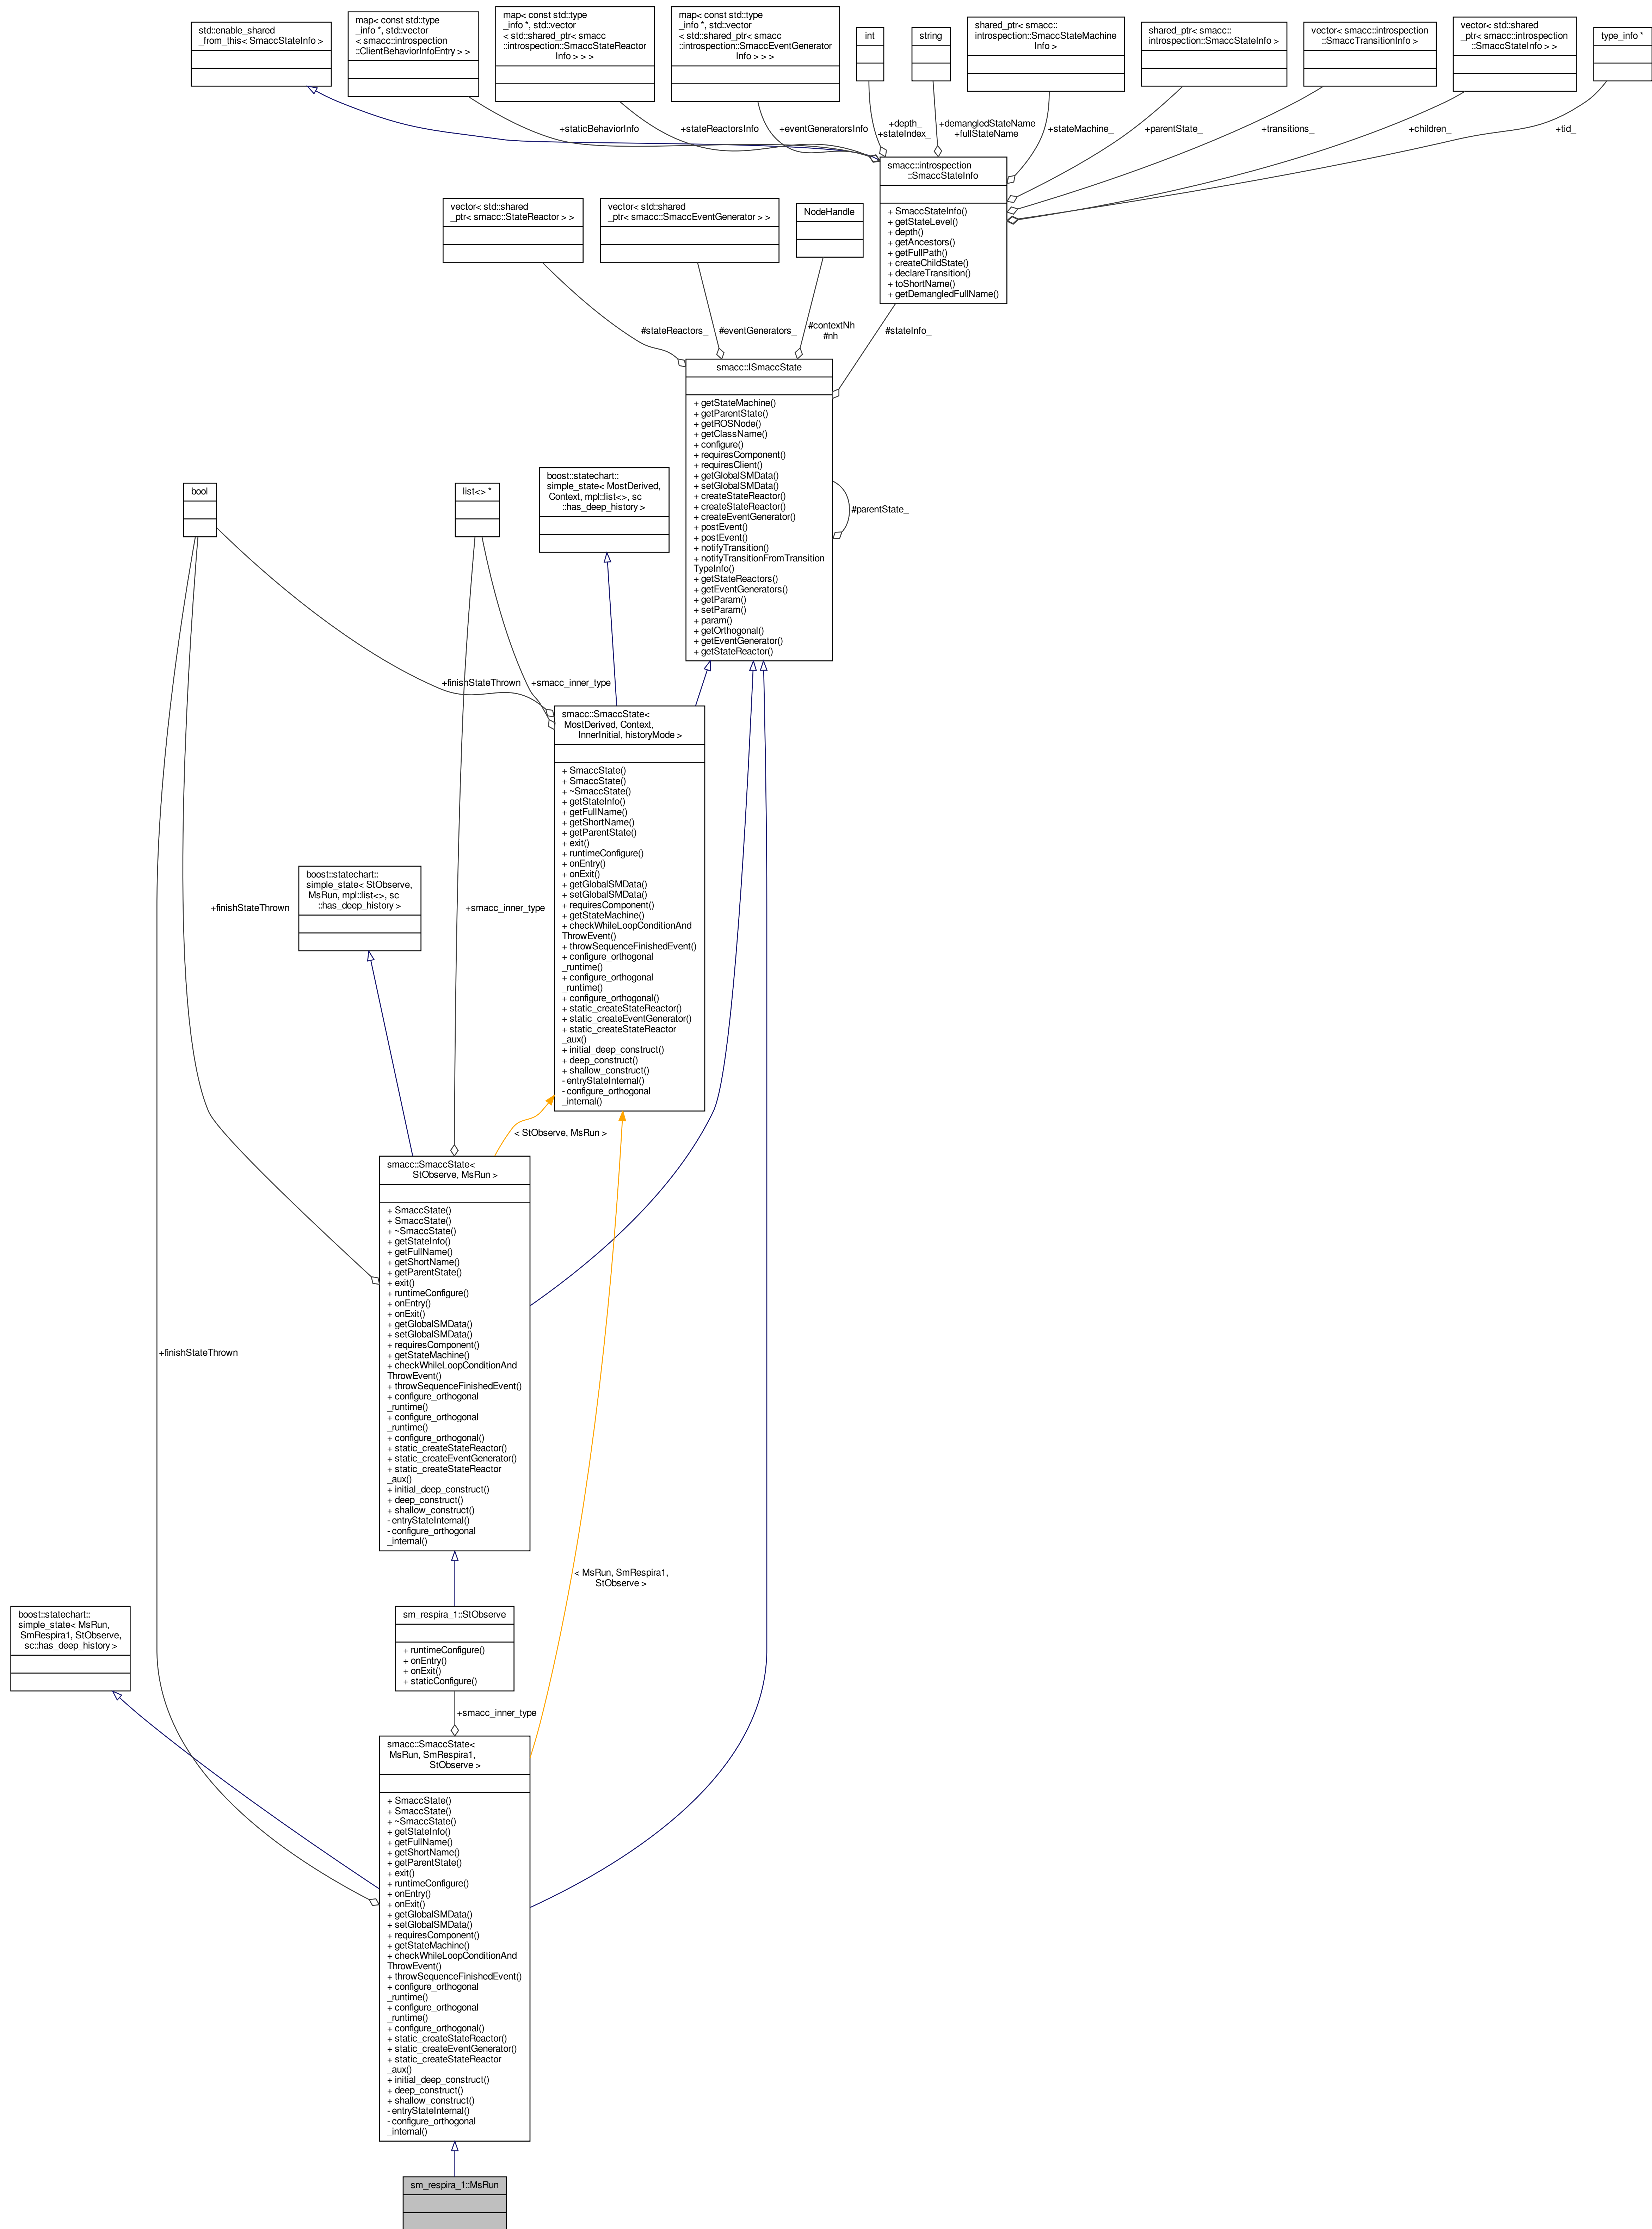 std::enable_shared
_from_this< SmaccStateInfo >
map< const std::type
_info *, std::vector
< smacc::introspection
::ClientBehaviorInfoEntry > >
map< const std::type
_info *, std::vector
< std::shared_ptr< smacc
::introspection::SmaccStateReactor
Info > > >
map< const std::type
_info *, std::vector
< std::shared_ptr< smacc
::introspection::SmaccEventGenerator
Info > > >
int
string
shared_ptr< smacc::
introspection::SmaccStateMachine
Info >
shared_ptr< smacc::
introspection::SmaccStateInfo >
vector< smacc::introspection
::SmaccTransitionInfo >
vector< std::shared
_ptr< smacc::introspection
::SmaccStateInfo > >
type_info *
+staticBehaviorInfo
+stateReactorsInfo
+eventGeneratorsInfo
+depth_
+stateIndex_
+demangledStateName
+fullStateName
+stateMachine_
+parentState_
+transitions_
+children_
+tid_
smacc::introspection
::SmaccStateInfo
+ SmaccStateInfo()
+ getStateLevel()
+ depth()
+ getAncestors()
+ getFullPath()
+ createChildState()
+ declareTransition()
+ toShortName()
+ getDemangledFullName()
vector< std::shared
_ptr< smacc::StateReactor > >
vector< std::shared
_ptr< smacc::SmaccEventGenerator > >
NodeHandle
#stateReactors_
#eventGenerators_
#contextNh
#nh
#stateInfo_
smacc::ISmaccState
+ getStateMachine()
+ getParentState()
+ getROSNode()
+ getClassName()
+ configure()
+ requiresComponent()
+ requiresClient()
+ getGlobalSMData()
+ setGlobalSMData()
+ createStateReactor()
+ createStateReactor()
+ createEventGenerator()
+ postEvent()
+ postEvent()
+ notifyTransition()
+ notifyTransitionFromTransition
TypeInfo()
+ getStateReactors()
+ getEventGenerators()
+ getParam()
+ setParam()
+ param()
+ getOrthogonal()
+ getEventGenerator()
+ getStateReactor()
#parentState_
bool
list<> *
boost::statechart::
simple_state< MostDerived,
Context, mpl::list<>, sc
::has_deep_history >
+finishStateThrown
+smacc_inner_type
smacc::SmaccState<
MostDerived, Context,
InnerInitial, historyMode >
+ SmaccState()
+ SmaccState()
+ ~SmaccState()
+ getStateInfo()
+ getFullName()
+ getShortName()
+ getParentState()
+ exit()
+ runtimeConfigure()
+ onEntry()
+ onExit()
+ getGlobalSMData()
+ setGlobalSMData()
+ requiresComponent()
+ getStateMachine()
+ checkWhileLoopConditionAnd
ThrowEvent()
+ throwSequenceFinishedEvent()
+ configure_orthogonal
_runtime()
+ configure_orthogonal
_runtime()
+ configure_orthogonal()
+ static_createStateReactor()
+ static_createEventGenerator()
+ static_createStateReactor
_aux()
+ initial_deep_construct()
+ deep_construct()
+ shallow_construct()
- entryStateInternal()
- configure_orthogonal
_internal()
boost::statechart::
simple_state< StObserve,
MsRun, mpl::list<>, sc
::has_deep_history >
+finishStateThrown
+smacc_inner_type
< StObserve, MsRun >
smacc::SmaccState<
StObserve, MsRun >
+ SmaccState()
+ SmaccState()
+ ~SmaccState()
+ getStateInfo()
+ getFullName()
+ getShortName()
+ getParentState()
+ exit()
+ runtimeConfigure()
+ onEntry()
+ onExit()
+ getGlobalSMData()
+ setGlobalSMData()
+ requiresComponent()
+ getStateMachine()
+ checkWhileLoopConditionAnd
ThrowEvent()
+ throwSequenceFinishedEvent()
+ configure_orthogonal
_runtime()
+ configure_orthogonal
_runtime()
+ configure_orthogonal()
+ static_createStateReactor()
+ static_createEventGenerator()
+ static_createStateReactor
_aux()
+ initial_deep_construct()
+ deep_construct()
+ shallow_construct()
- entryStateInternal()
- configure_orthogonal
_internal()
+finishStateThrown
< MsRun, SmRespira1,
StObserve >
boost::statechart::
simple_state< MsRun,
SmRespira1, StObserve,
sc::has_deep_history >
sm_respira_1::StObserve
+ runtimeConfigure()
+ onEntry()
+ onExit()
+ staticConfigure()
+smacc_inner_type
smacc::SmaccState<
MsRun, SmRespira1,
StObserve >
+ SmaccState()
+ SmaccState()
+ ~SmaccState()
+ getStateInfo()
+ getFullName()
+ getShortName()
+ getParentState()
+ exit()
+ runtimeConfigure()
+ onEntry()
+ onExit()
+ getGlobalSMData()
+ setGlobalSMData()
+ requiresComponent()
+ getStateMachine()
+ checkWhileLoopConditionAnd
ThrowEvent()
+ throwSequenceFinishedEvent()
+ configure_orthogonal
_runtime()
+ configure_orthogonal
_runtime()
+ configure_orthogonal()
+ static_createStateReactor()
+ static_createEventGenerator()
+ static_createStateReactor
_aux()
+ initial_deep_construct()
+ deep_construct()
+ shallow_construct()
- entryStateInternal()
- configure_orthogonal
_internal()
sm_respira_1::MsRun